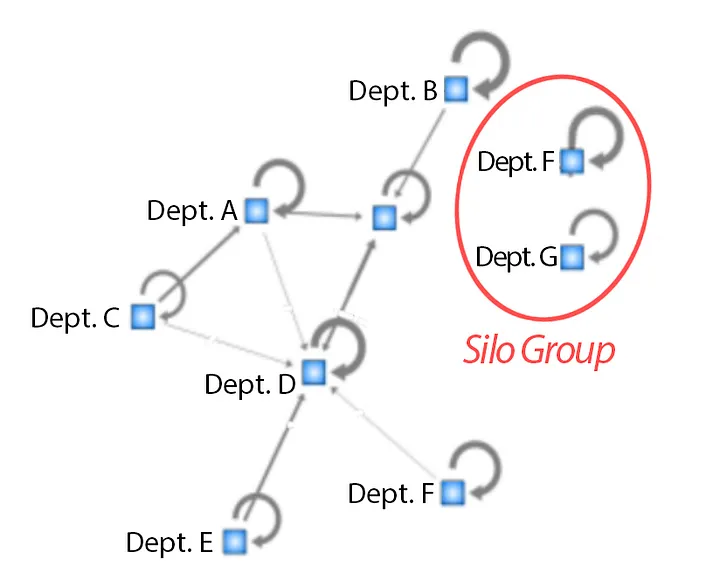 Dept. B
Dept. F
Dept. A
Dept. G
Dept. C
Silo Group
Dept. D
Dept. F
Dept. E